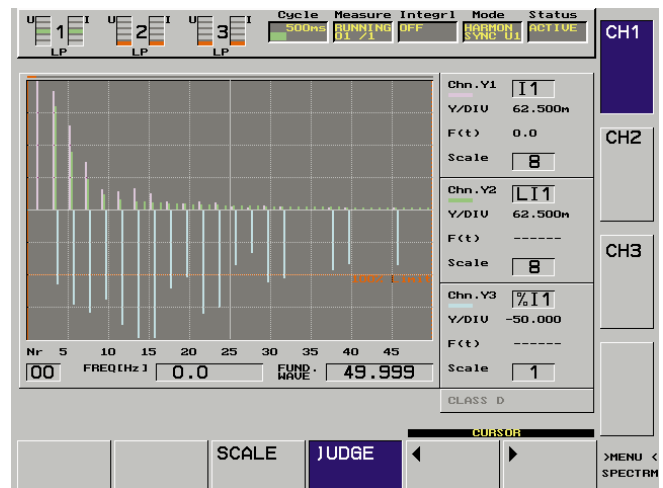 Cycle Measure Integrl Mode Status
U 1 I U 2 I U 3 I 500ms RUNNING OFF HARMON ACTIVE
01 /1 SYNC U1
LP LP LP
CH1
Chn.Y1 I1
Y/DIV 62.500m
F(t) 0.0
Scale 8
CH2
Chn.Y2 LI1
Y/DIV 62.500m
F(t) ------
Scale 8
CH3
Chn.Y3 %I1
Y/DIV -50.000
F(t) ------
Scale 1
Nr 5 10 15 20 25 30 35 40 45
00 FREQ[Hz] 0.0 FUND. WAVE 49.999
CLASS D
CURSOR
SCALE JUDGE
>MENU <
SPECTRM